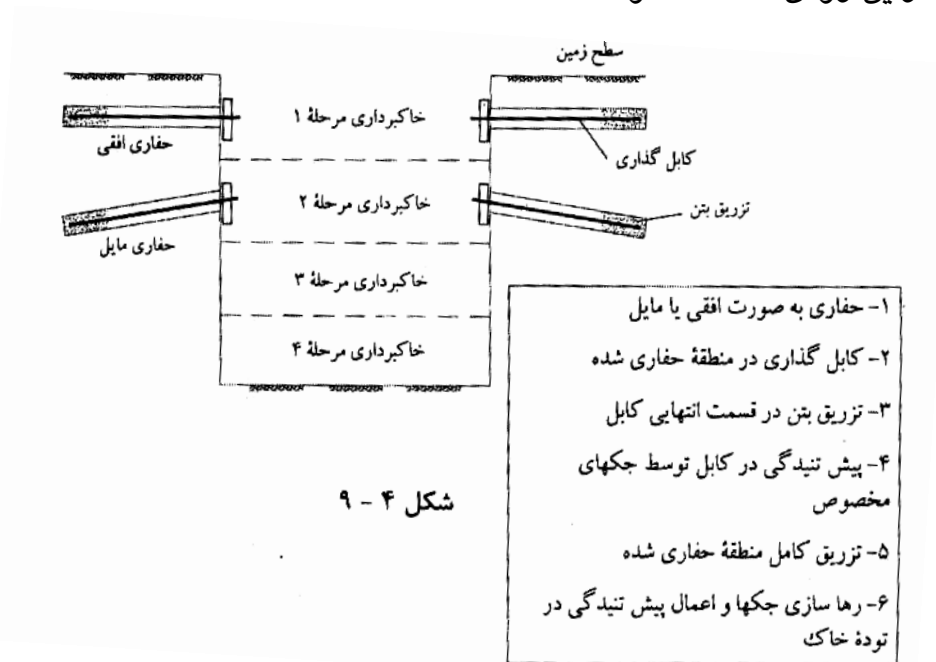 سطح زمین
خاکبرداری مرحلهٔ ۱
حفاری افقی
کابل گذاری
خاکبرداری مرحلهٔ ۲
تزریق بتن
حفاری مایل
خاکبرداری مرحلهٔ ۳
خاکبرداری مرحلهٔ ۴
۱- حفاری به صورت افقی یا مایل
۲- کابل گذاری در منطقهٔ حفاری شده
۳- تزریق بتن در قسمت انتهایی کابل
۴- پیش تنیدگی در کابل توسط جکهای
مخصوص
۵- تزریق کامل منطقهٔ حفاری شده
۶- رها سازی جکها و اعمال پیش تنیدگی در
تودهٔ خاک
شکل ۴ - ۹